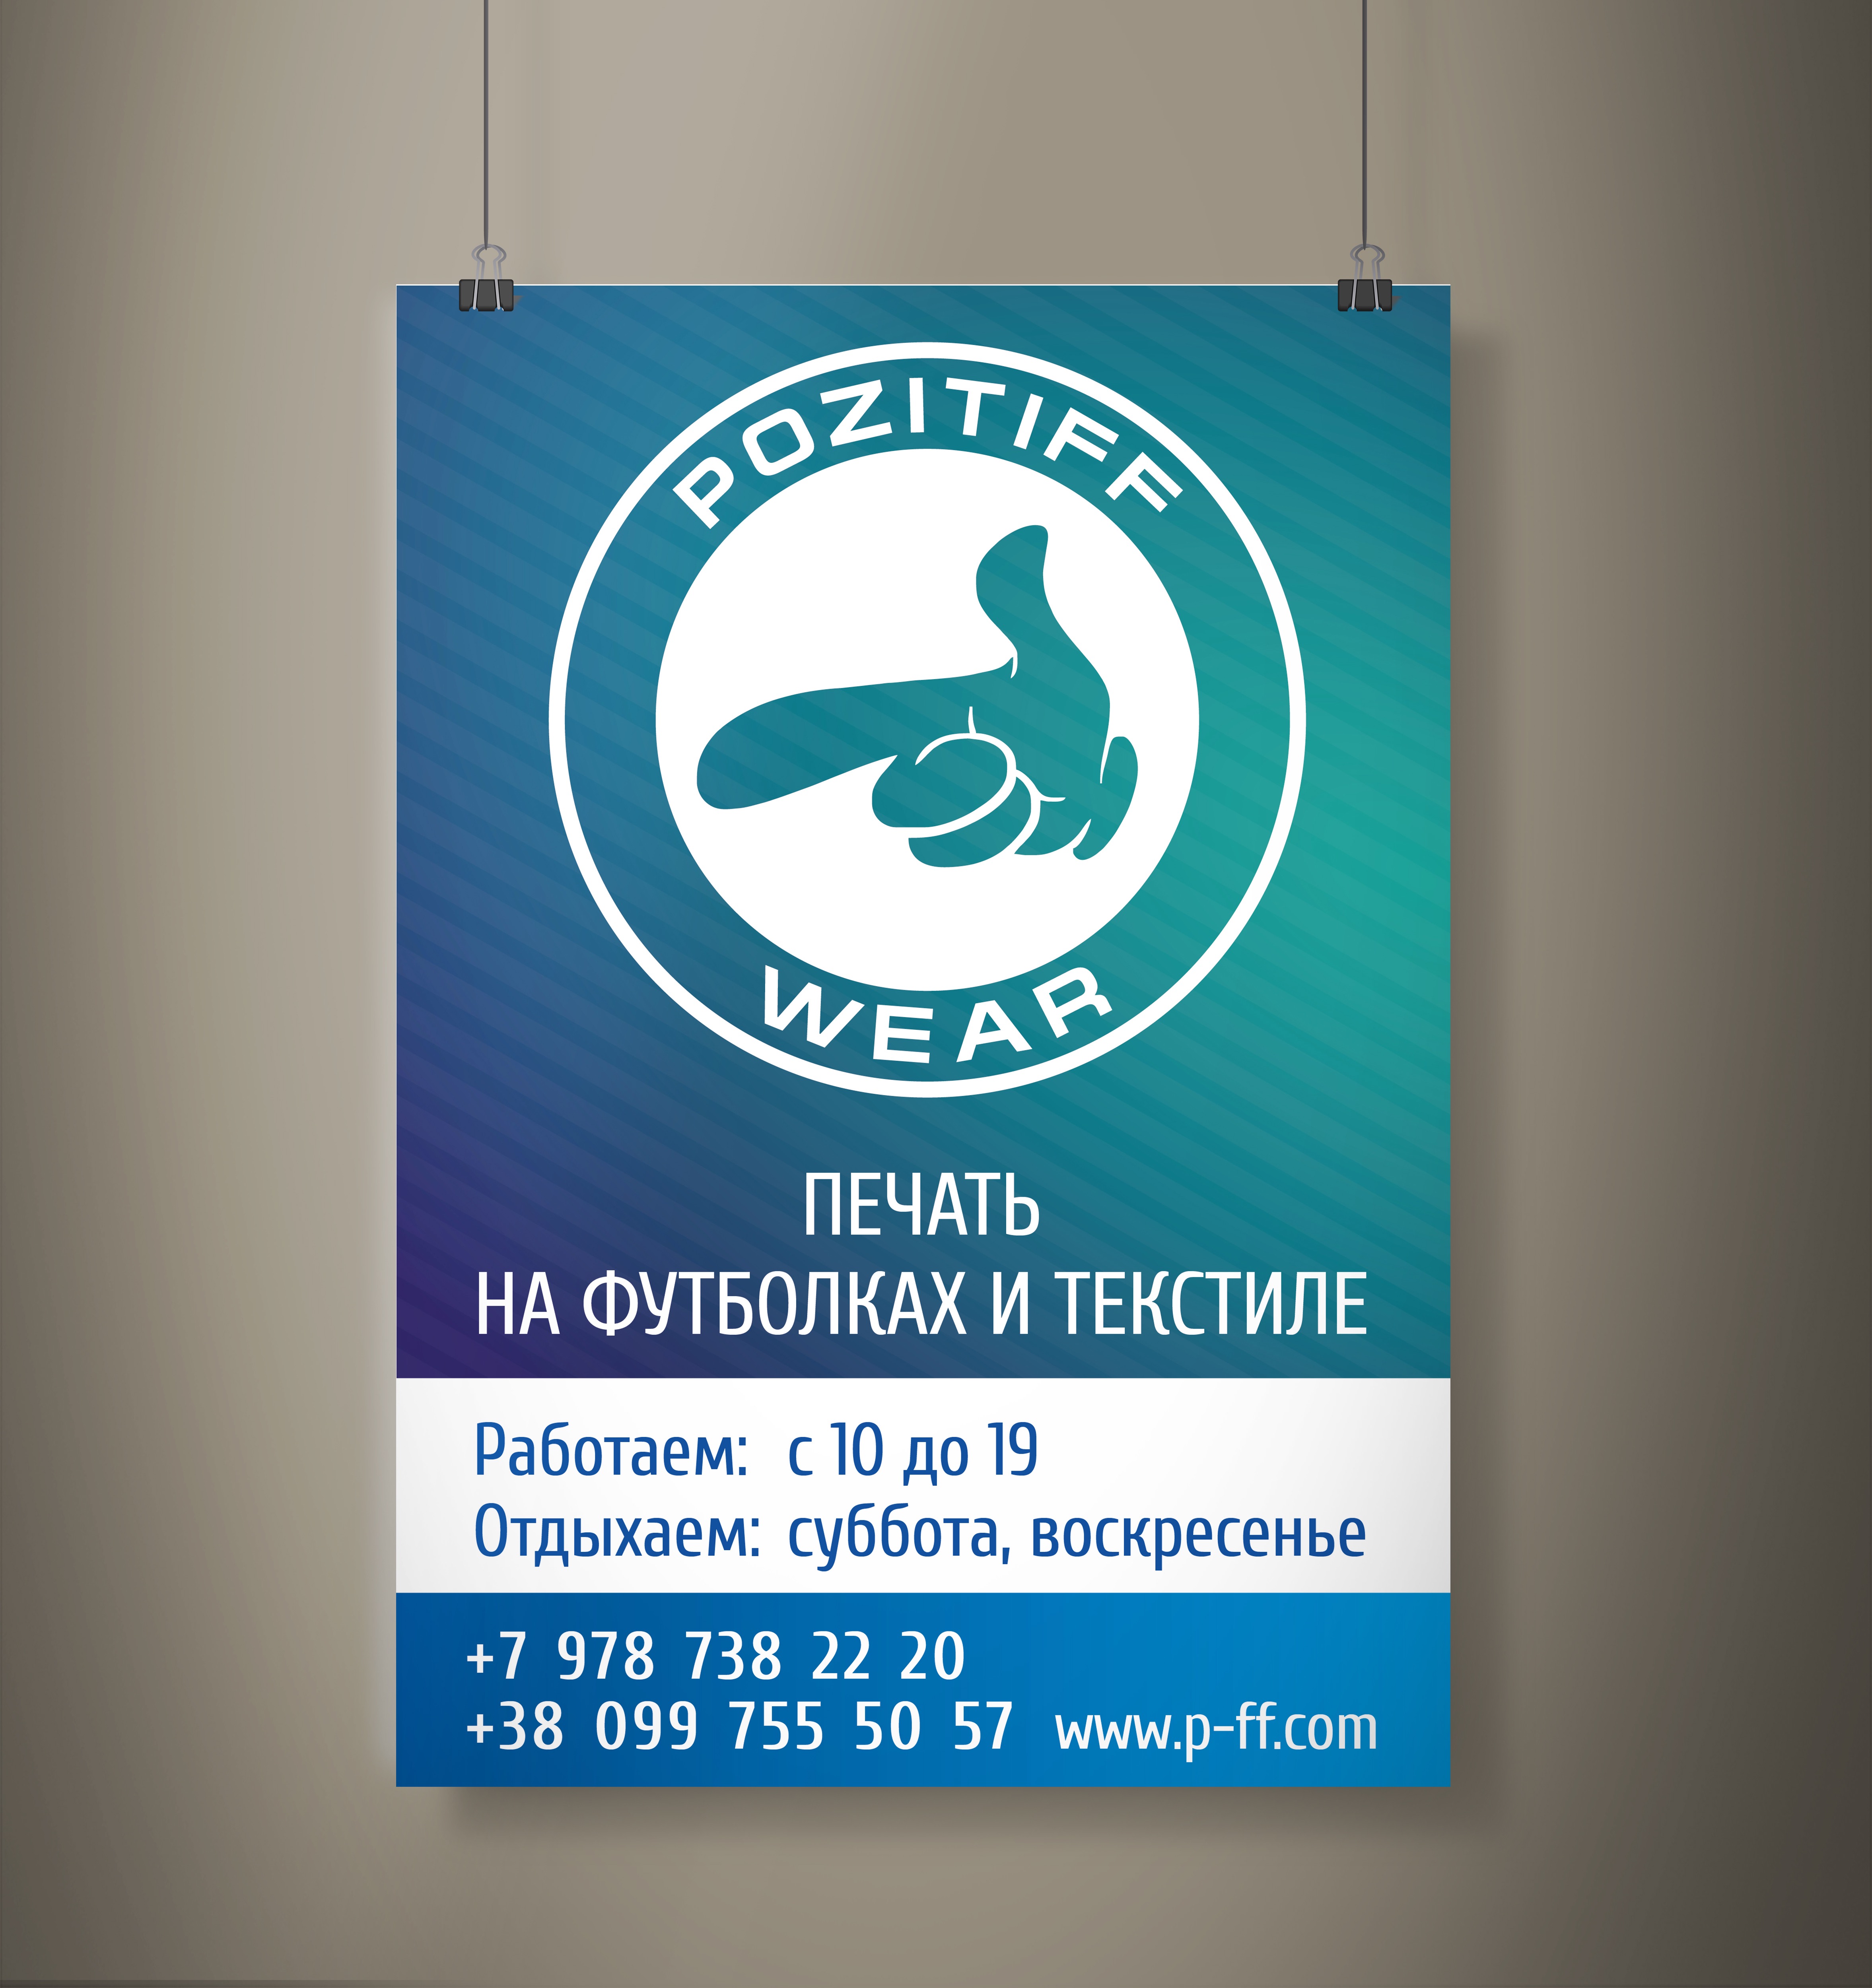 POZITIFF
WEAR
ПЕЧАТЬ
НА ФУТБОЛКАХ И ТЕКСТИЛЕ
Работаем: с 10 до 19
Отдыхаем: суббота, воскресенье
+7 978 738 22 20
+38 099 755 50 57 www.p-ff.com